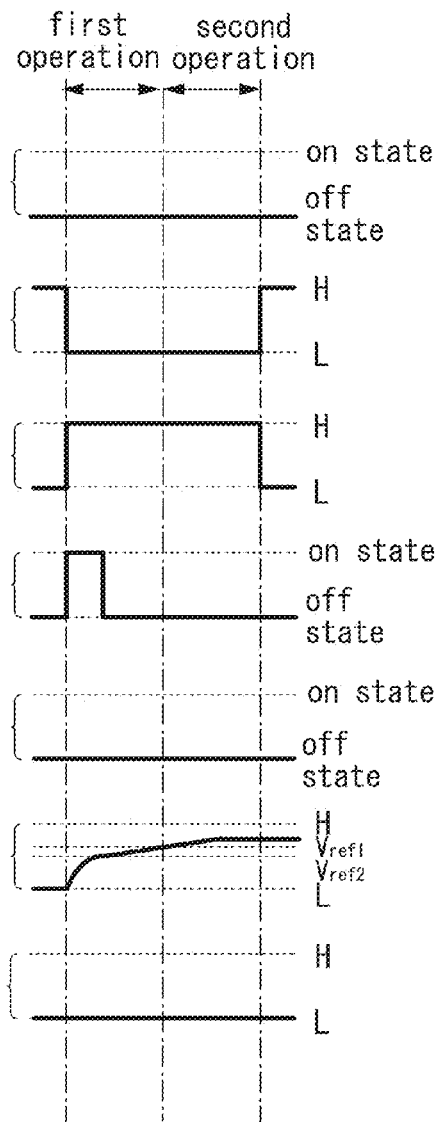 first second
operation operation
on state
off
state
H
L
H
L
on state
off
state
on state
off
state
H
Vref1
Vref2
L
H
L